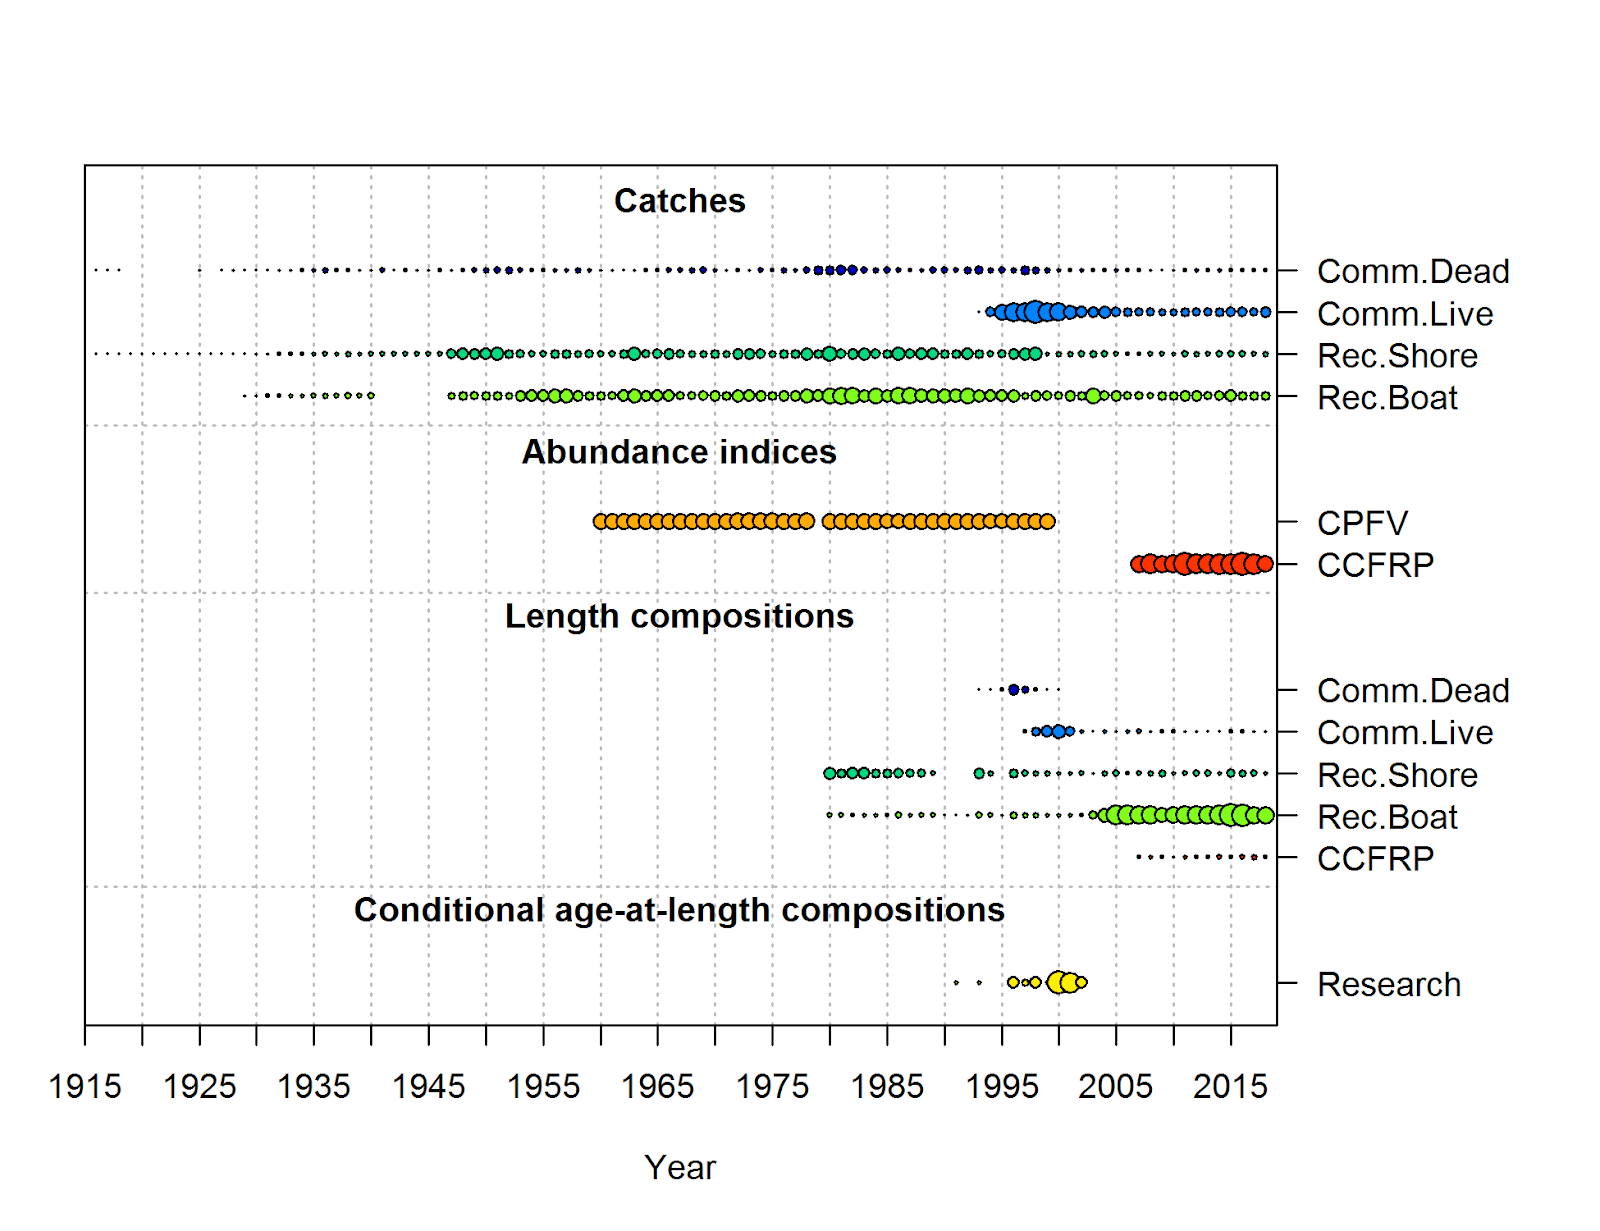 Catches
Comm.Dead
Comm.Live
Rec.Shore
Rec.Boat
Abundance indices
CPFV
CCFRP
Length compositions
Comm.Dead
Comm.Live
Rec.Shore
Rec.Boat
CCFRP
Conditional age-at-length compositions
Research
1915 1925 1935 1945 1955 1965 1975 1985 1995 2005 2015
Year